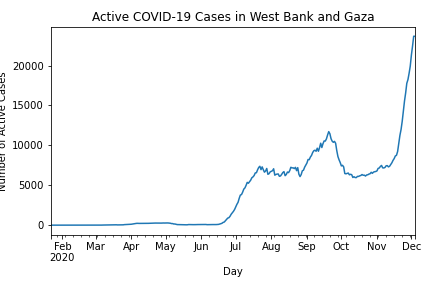 Active COVID-19 Cases in West Bank and Gaza
Number of Active Cases
20000
15000
10000
5000
0
Feb Mar Apr May Jun Jul Aug Sep Oct Nov Dec
2020
Day